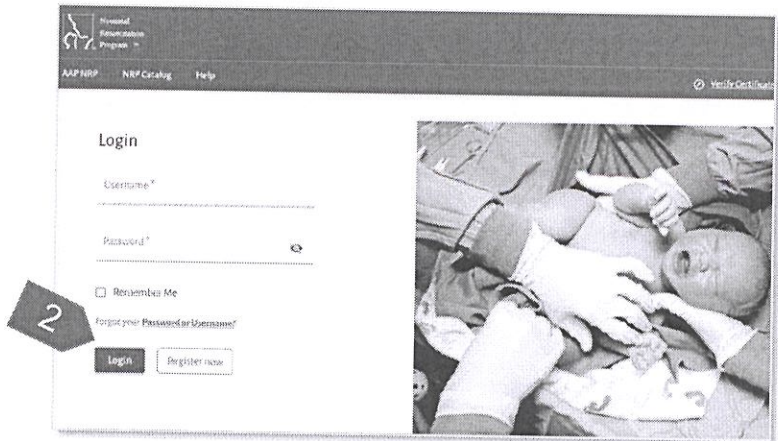 Neonatal
Resuscitation
Program
AAP NRP NRP Catalog Help
Verify Certificate
Login
Username *
Password *
Remember Me
Forgot your Password or Username?
2
Login Register now